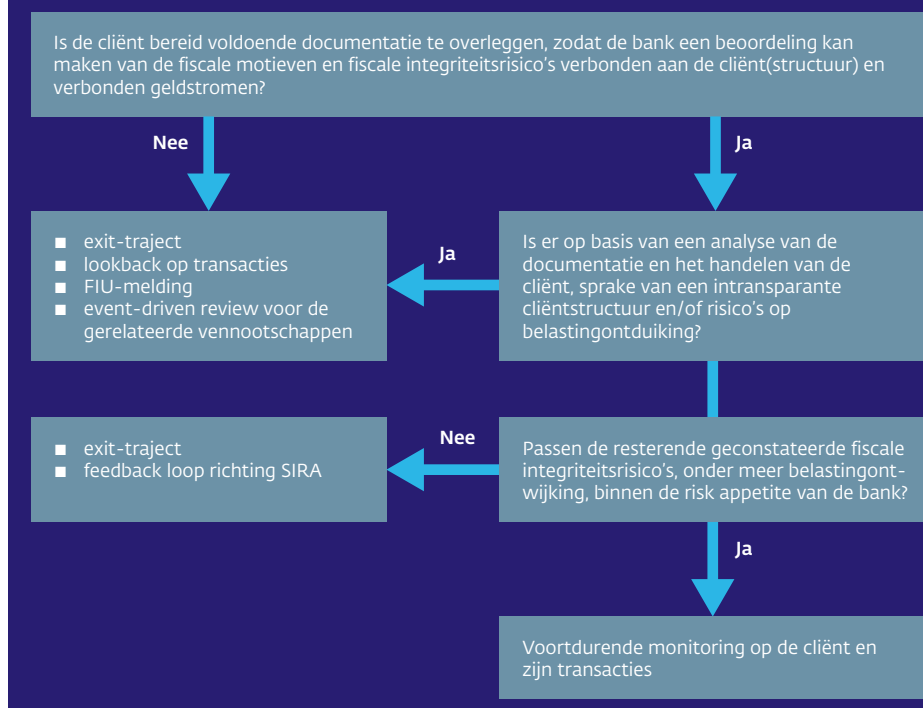 Is de cliënt bereid voldoende documentatie te overleggen, zodat de bank een beoordeling kan
maken van de fiscale motieven en fiscale integriteitsrisico's verbonden aan de cliënt(structuur) en
verbonden geldstromen?
Nee
Ja
■ exit-traject
■ lookback op transacties
■ FIU-melding
■ event-driven review voor de
gerelateerde vennootschappen
Ja
Is er op basis van een analyse van de
documentatie en het handelen van de
cliënt, sprake van een intransparante
cliëntstructuur en/of risico's op
belastingontduiking?
■ exit-traject
■ feedback loop richting SIRA
Nee
Passen de resterende geconstateerde fiscale
integriteitsrisico's, onder meer belastingont-
wijking, binnen de risk appetite van de bank?
Ja
Voortdurende monitoring op de cliënt en
zijn transacties